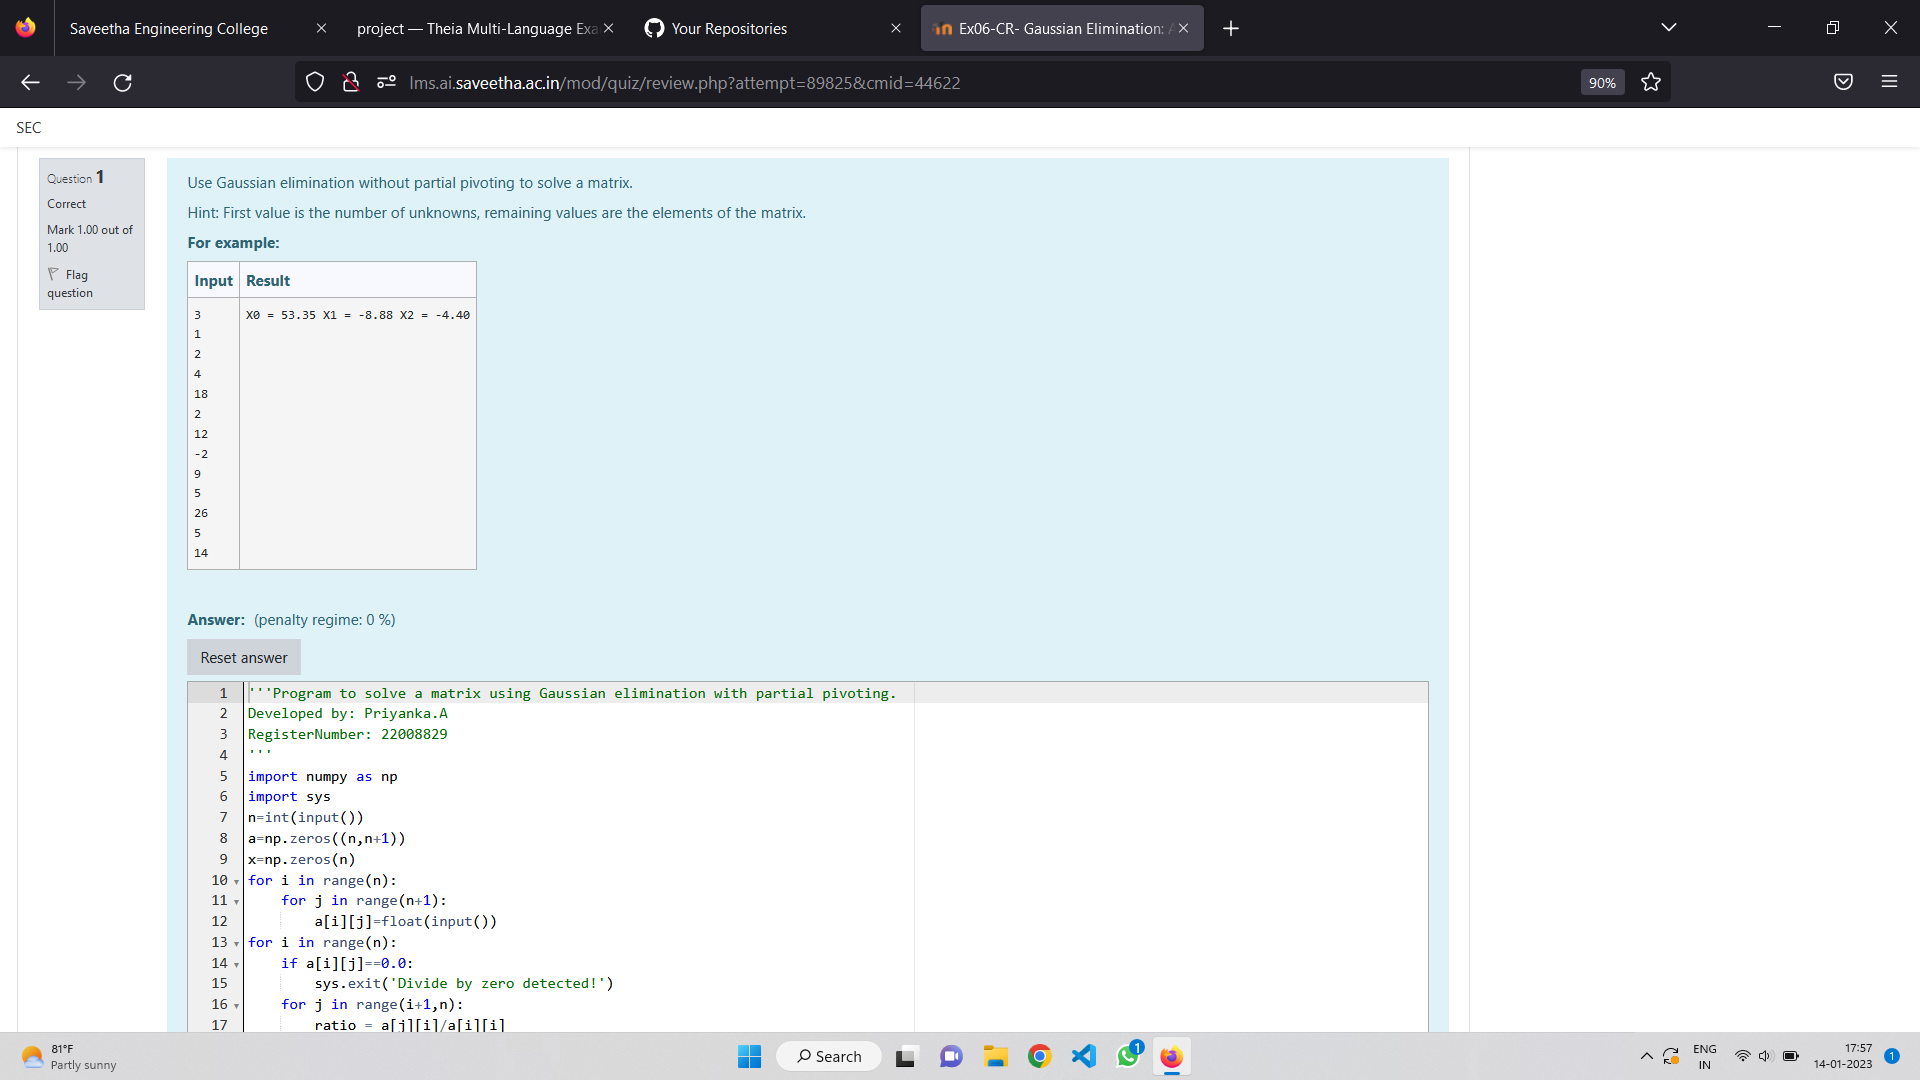 Saveetha Engineering College
project — Theia Multi-Language Exa
Your Repositories
Ex06-CR- Gaussian Elimination: A
lms.ai.saveetha.ac.in/mod/quiz/review.php?attempt=89825&cmid=44622
90%
SEC
Question 1
Correct
Mark 1.00 out of
1.00
Flag
question
Use Gaussian elimination without partial pivoting to solve a matrix.
Hint: First value is the number of unknowns, remaining values are the elements of the matrix.
For example:
Input Result
3 X0 = 53.35 X1 = -8.88 X2 = -4.40
1
2
4
18
2
12
-2
9
5
26
5
14
Answer: (penalty regime: 0 %)
Reset answer
1 '''Program to solve a matrix using Gaussian elimination with partial pivoting.
2 Developed by: Priyanka.A
3 RegisterNumber: 22008829
4 '''
5 import numpy as np
6 import sys
7 n=int(input())
8 a=np.zeros((n,n+1))
9 x=np.zeros(n)
10 for i in range(n):
11     for j in range(n+1):
12         a[i][j]=float(input())
13 for i in range(n):
14     if a[i][j]==0.0:
15         sys.exit('Divide by zero detected!')
16     for j in range(i+1,n):
17         ratio = a[j][i]/a[i][i]
81°F
Partly sunny
Search
1
ENG
IN
17:57
14-01-2023
1